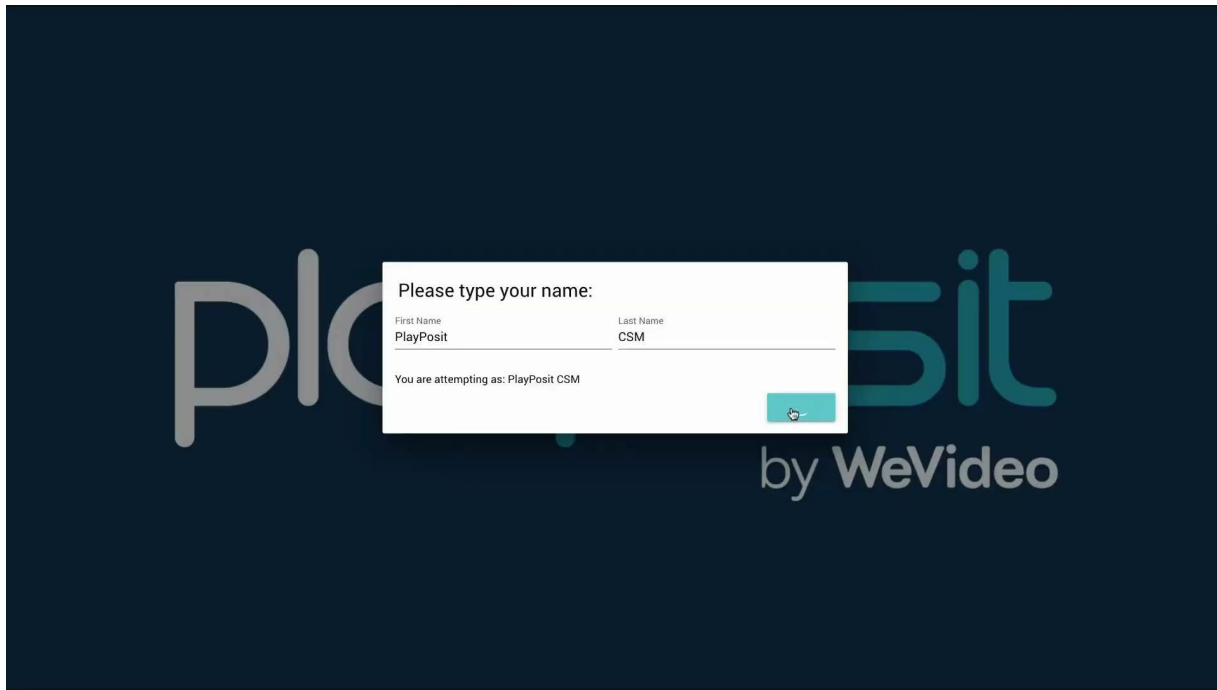 Please type your name:
First Name
Last Name
PlayPosit
CSM
You are attempting as: PlayPosit CSM
by WeVideo